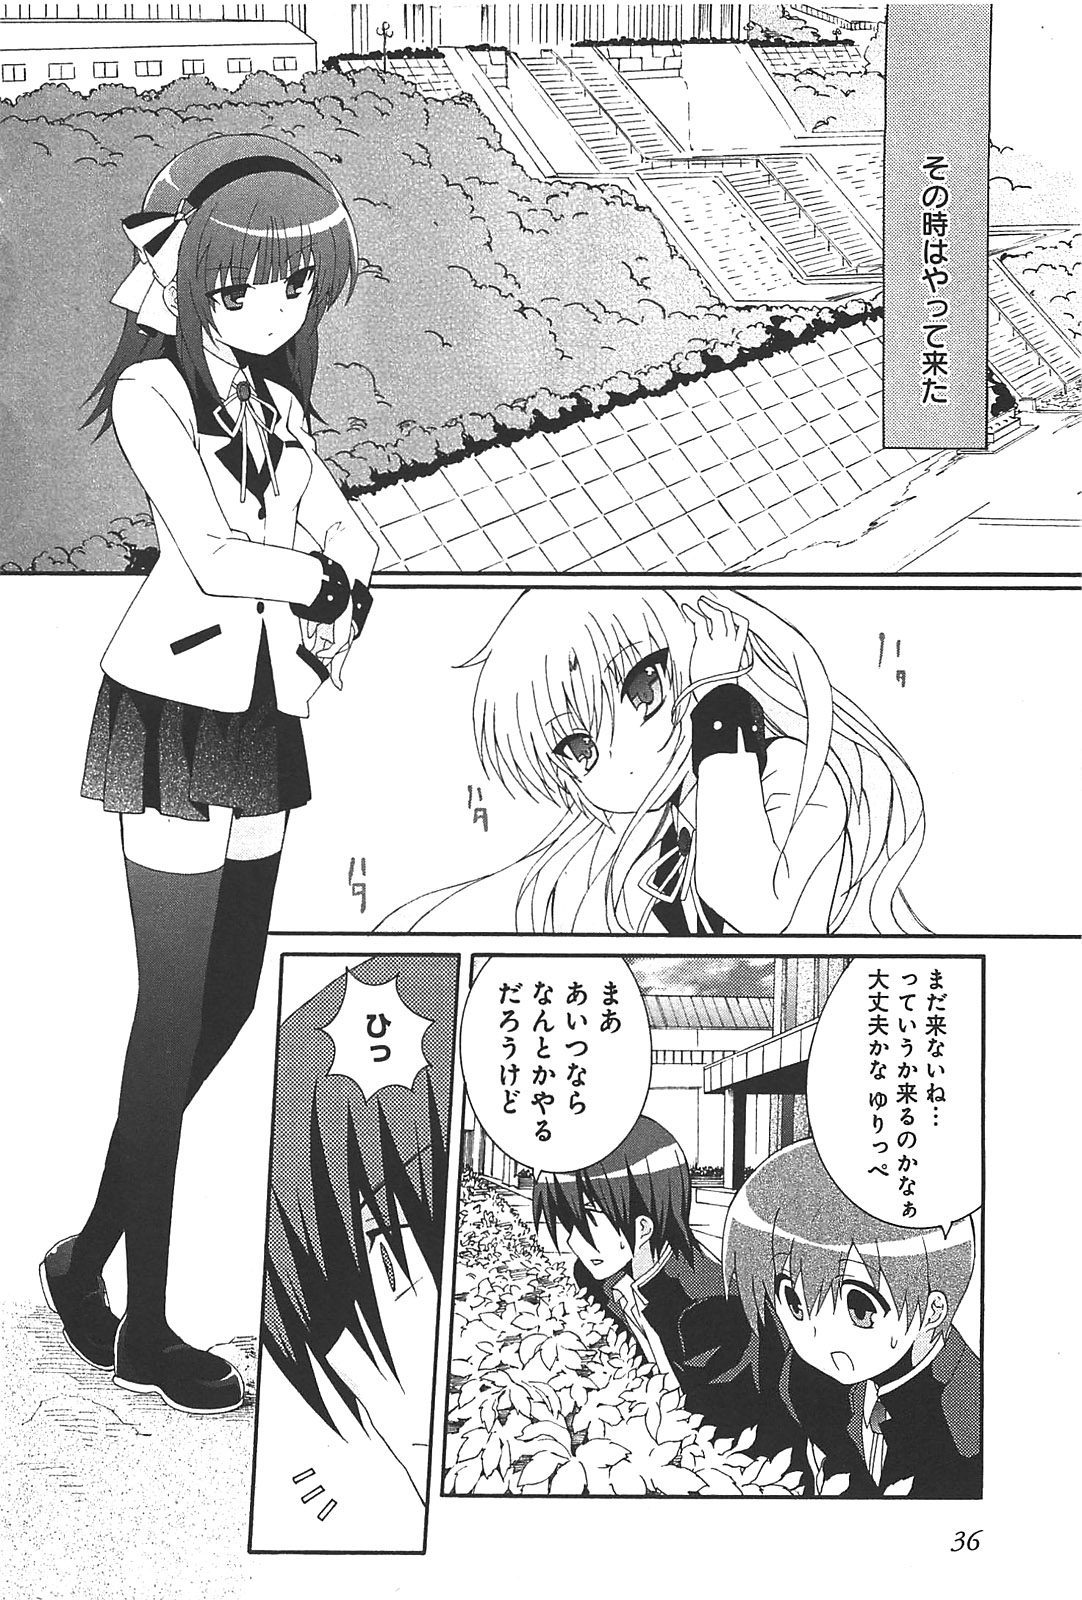 その時はやって来た
ハタ
ハタ
ハタ
まだ来ないね…
っていうか来るのかなぁ
大丈夫かな ゆりっぺ
まあ
あいつなら
なんとかやる
だろうけど
ひっ
36